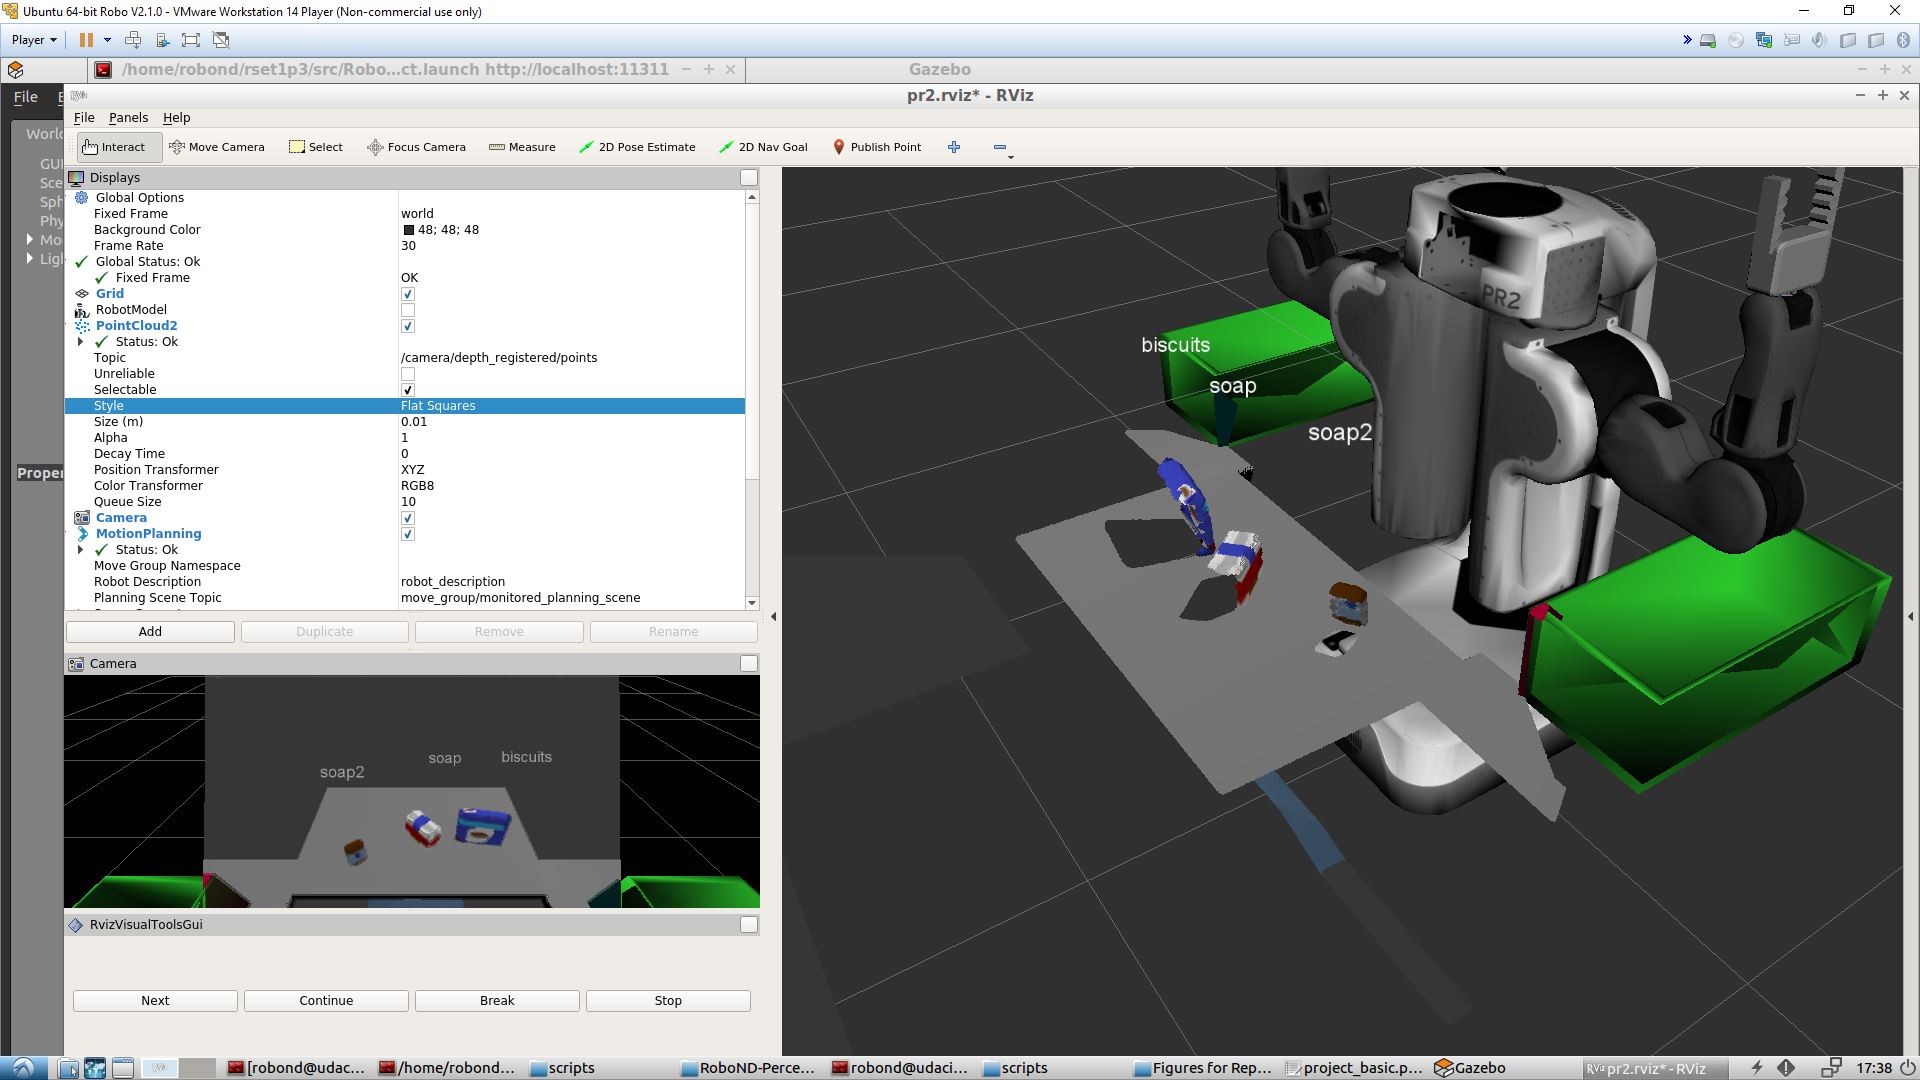 Ubuntu 64-bit Robo V2.1.0 - VMware Workstation 14 Player (Non-commercial use only)
Player
/home/robond/rset1p3/src/Robo...ct.launch http://localhost:11311
Gazebo
File
pr2.rviz* - RViz
File Panels Help
Interact Move Camera Select Focus Camera Measure 2D Pose Estimate 2D Nav Goal Publish Point
Displays
Global Options
Fixed Frame world
Background Color 48; 48; 48
Frame Rate 30
Global Status: Ok
Fixed Frame OK
Grid
RobotModel
PointCloud2
Status: Ok
Topic /camera/depth_registered/points
Unreliable
Selectable
Style Flat Squares
Size (m) 0.01
Alpha 1
Decay Time 0
Position Transformer XYZ
Color Transformer RGB8
Queue Size 10
Camera
MotionPlanning
Status: Ok
Move Group Namespace
Robot Description robot_description
Planning Scene Topic move_group/monitored_planning_scene
Add Duplicate Remove Rename
Camera
soap2 soap biscuits
RvizVisualToolsGui
Next Continue Break Stop
PR2
biscuits
soap
soap2
[robond@udac... /home/robond... scripts RoboND-Perce... robond@udaci... scripts Figures for Rep... project_basic.p... Gazebo pr2.rviz* - RViz 17:38